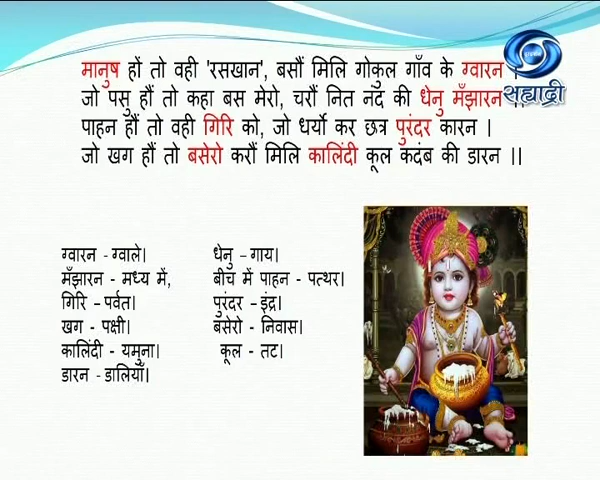 मानुष हों तो वही 'रसखान', बसौं मिलि गोकुल गाँव के ग्वारन ।
जो पसु हौं तो कहा बस मेरो, चरौं नित नंद की धेनु मँझारन ।।
पाहन हौं तो वही गिरि को, जो धर्यो कर छत्र पुरंदर कारन ।
जो खग हौं तो बसेरो करौं मिलि कालिंदी कूल कदंब की डारन ।।
सह्याद्री
ग्वारन - ग्वाले। धेनु – गाय।
मँझारन - मध्य में, बीच में पाहन - पत्थर।
गिरि – पर्वत। पुरंदर – इंद्र।
खग - पक्षी। बसेरो – निवास।
कालिंदी - यमुना। कूल – तट।
डारन - डालियाँ।